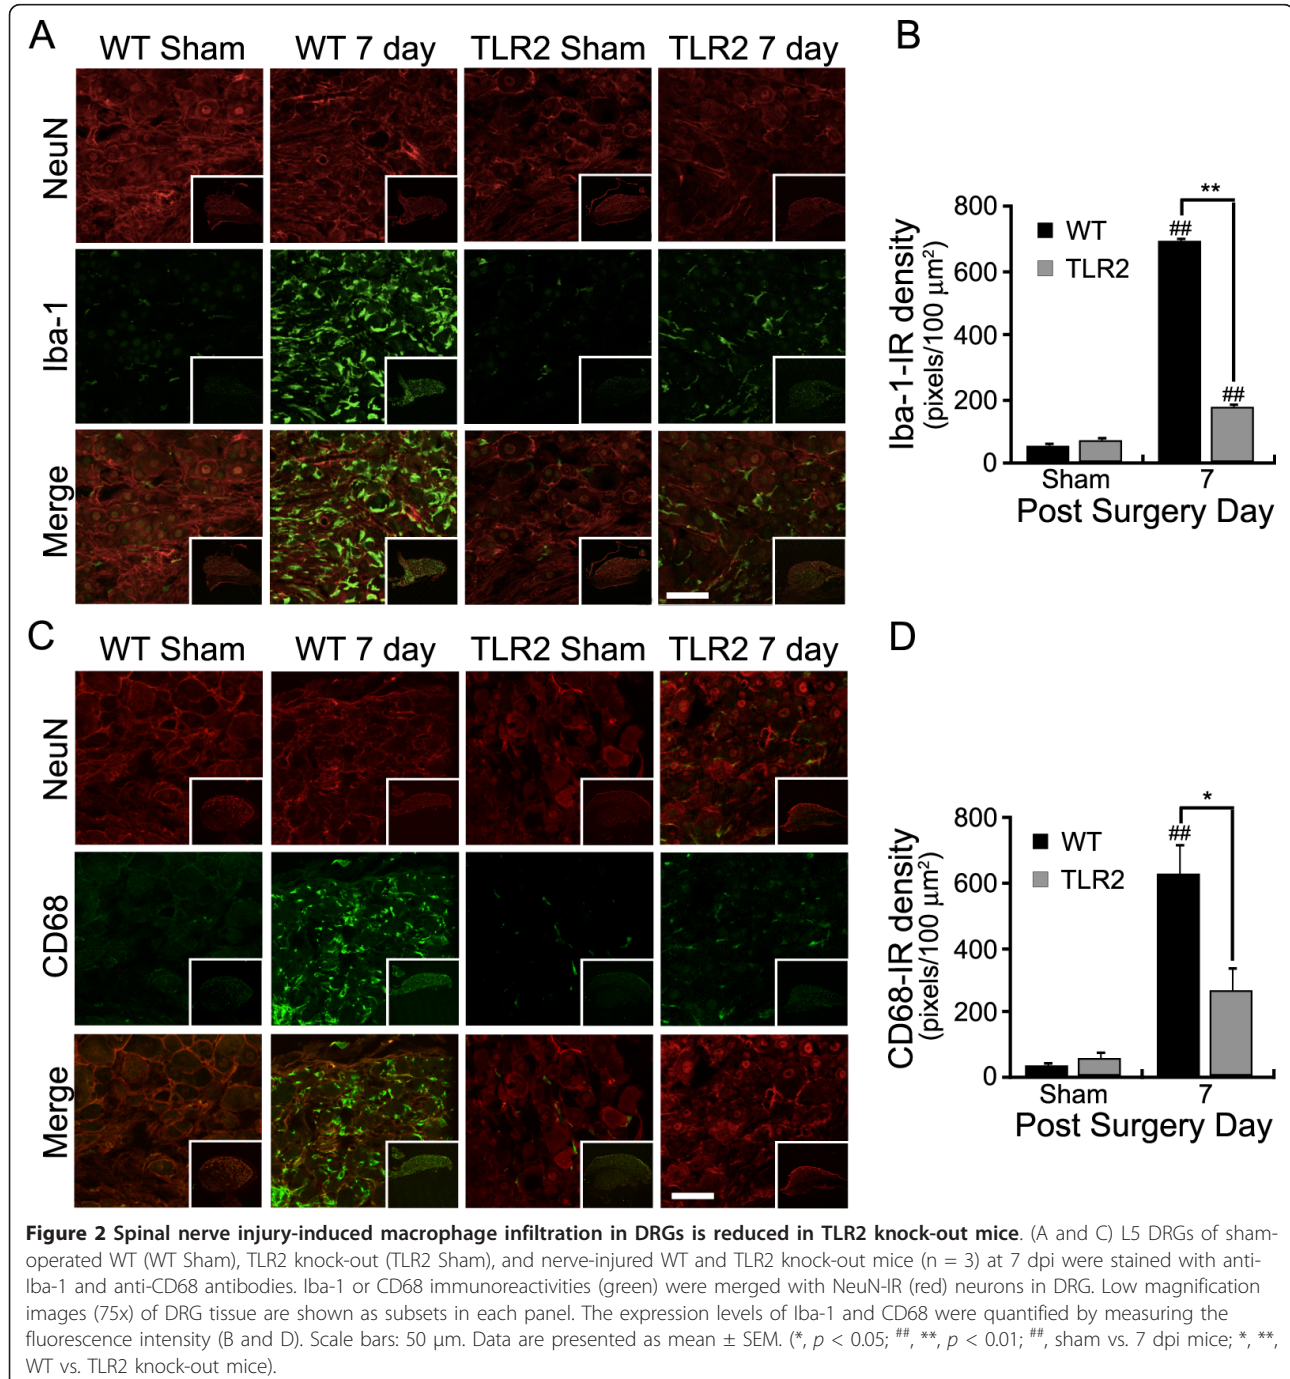 A
WT Sham WT 7 day TLR2 Sham TLR2 7 day
NeuN
Iba-1
Merge
B
Iba-1-IR density
(pixels/100 µm²)
800
600
400
200
0
WT
TLR2
**
##
##
Sham 7
Post Surgery Day
C
WT Sham WT 7 day TLR2 Sham TLR2 7 day
NeuN
CD68
Merge
D
CD68-IR density
(pixels/100 µm²)
800
600
400
200
0
WT
TLR2
*
##
Sham 7
Post Surgery Day
Figure 2 Spinal nerve injury-induced macrophage infiltration in DRGs is reduced in TLR2 knock-out mice. (A and C) L5 DRGs of sham-
operated WT (WT Sham), TLR2 knock-out (TLR2 Sham), and nerve-injured WT and TLR2 knock-out mice (n = 3) at 7 dpi were stained with anti-
Iba-1 and anti-CD68 antibodies. Iba-1 or CD68 immunoreactivities (green) were merged with NeuN-IR (red) neurons in DRG. Low magnification
images (75x) of DRG tissue are shown as subsets in each panel. The expression levels of Iba-1 and CD68 were quantified by measuring the
fluorescence intensity (B and D). Scale bars: 50 µm. Data are presented as mean ± SEM. (*, p < 0.05; ##, **, p < 0.01; ##, sham vs. 7 dpi mice; *, **,
WT vs. TLR2 knock-out mice).